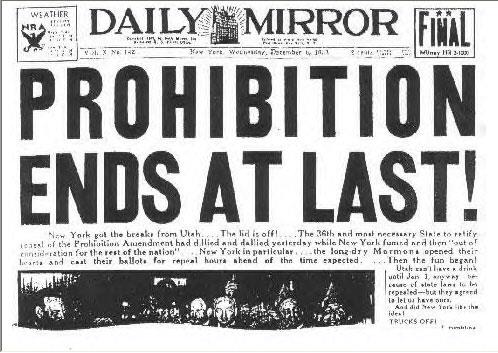 WEATHER
NRA
DAILY MIRROR
FINAL
MUrray Hill 2-1000
Vol. X No. 142
New York, Wednesday, December 6, 1933
PROHIBITION
ENDS AT LAST!
New York got the breaks from Utah.... The lid is off!.... The 36th and most necessary State to ratify
repeal of the Prohibition Amendment had dillied and dallied yesterday while New York fumed and then "out of
consideration for the rest of the nation".... New York in particular.... the long-dry Mormons opened their
hearts and cast their ballots for repeal hours ahead of the time expected.... Then the fun began!
Utah can't have a drink
until Jan. 1, anyway, be-
cause of state laws to be
repealed—but they agreed
to let us have ours.
And did New York like the
idea!
TRUCKS OFF!